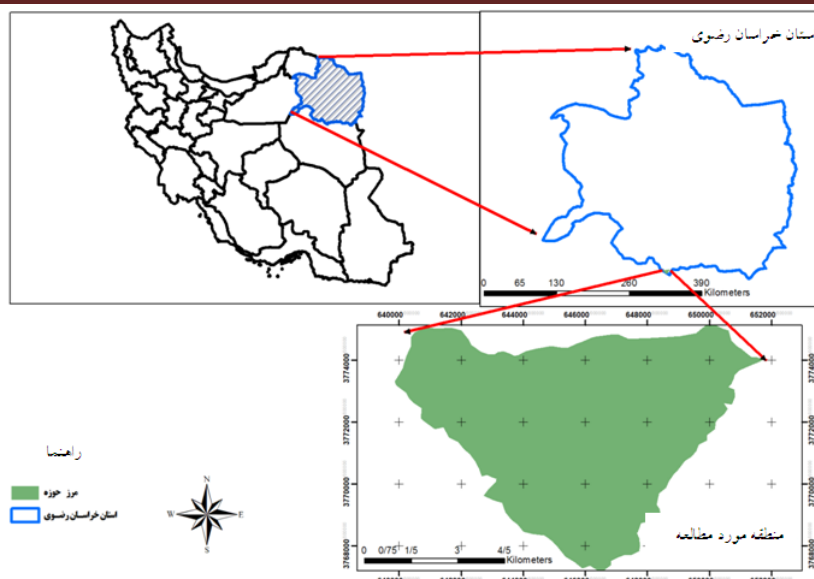 استان خراسان رضوی
0 65 130 260 390
Kilometers
640000 642000 644000 646000 648000 650000 652000
3774000
3772000
3770000
3768000
راهنما
مرز حوزه
استان خراسان رضوی
N
W E
S
منطقه مورد مطالعه
0 0/75 1/5 3 4/5
Kilometers